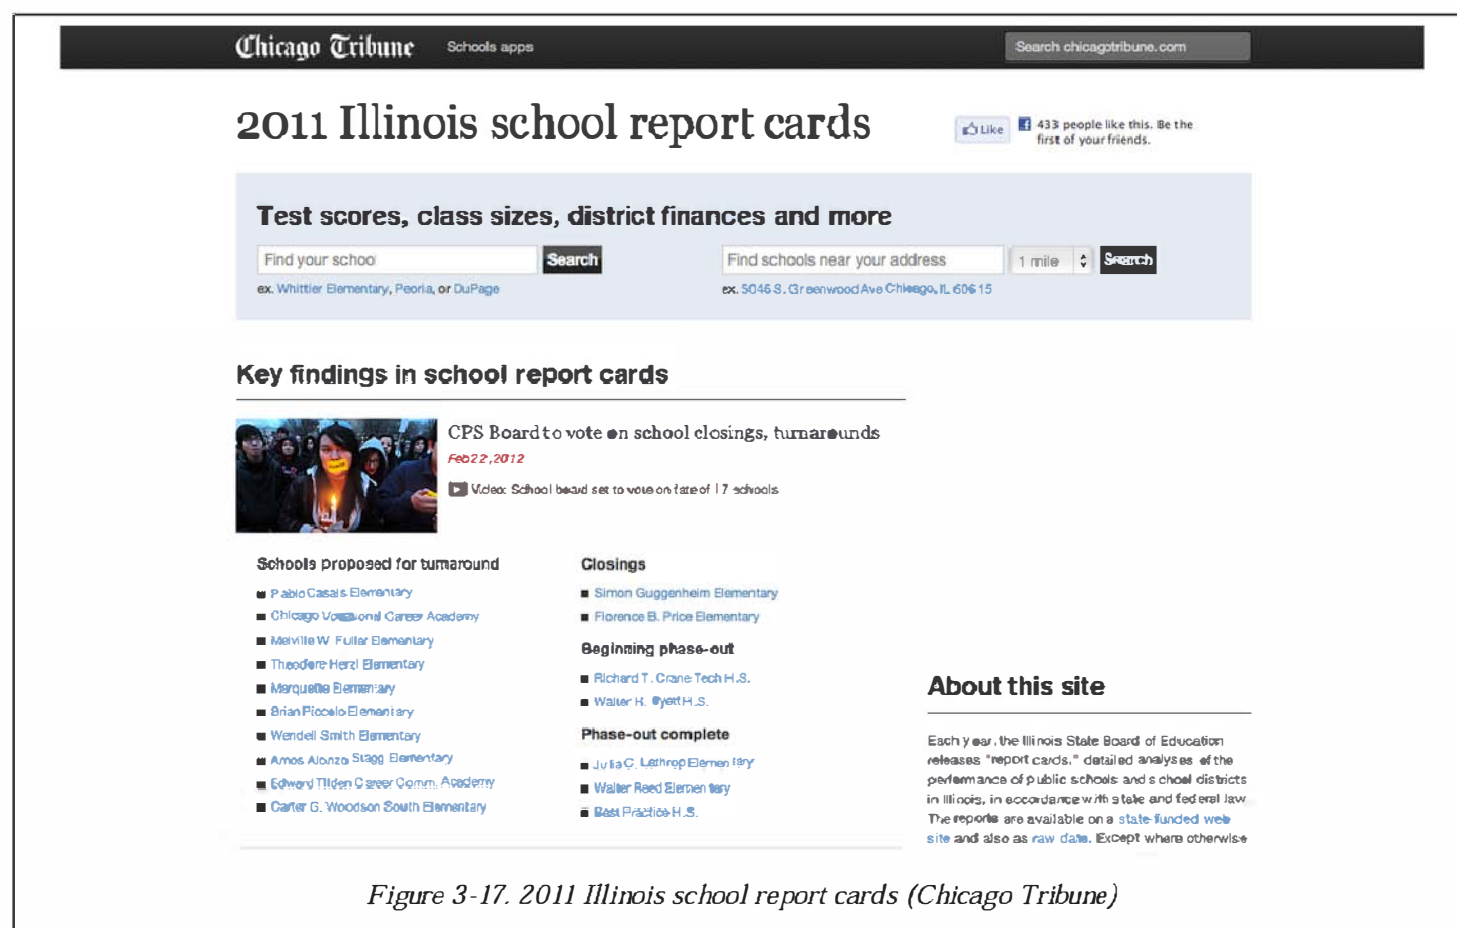 Chicago Tribune
Schools apps
Search chicagotribune.com
2011 Illinois school report cards
Like
433 people like this. Be the
first of your friends.
Test scores, class sizes, district finances and more
Find your school
Search
ex. Whittier Elementary, Peoria, or DuPage
Find schools near your address
1 mile
Search
ex. 5046 S. Greenwood Ave Chicago, IL 60615
Key findings in school report cards
CPS Board to vote on school closings, turnarounds
Feb 22, 2012
Video: School board set to vote on fate of 17 schools
Schools proposed for turnaround
Pablo Casals Elementary
Chicago Vocational Career Academy
Melville W. Fuller Elementary
Theodore Herzl Elementary
Marquette Elementary
Brian Piccolo Elementary
Wendell Smith Elementary
Amos Alonzo Stagg Elementary
Edward Tilden Career Comm. Academy
Carter G. Woodson South Elementary
Closings
Simon Guggenheim Elementary
Florence B. Price Elementary
Beginning phase-out
Richard T. Crane Tech H.S.
Walter H. Dyett H.S.
Phase-out complete
Julia C. Lathrop Elementary
Walter Reed Elementary
Best Practice H.S.
About this site
Each year, the Illinois State Board of Education
releases "report cards," detailed analyses of the
performance of public schools and school districts
in Illinois, in accordance with state and federal law.
The reports are available on a state-funded web
site and also as raw data. Except where otherwise
Figure 3-17. 2011 Illinois school report cards (Chicago Tribune)